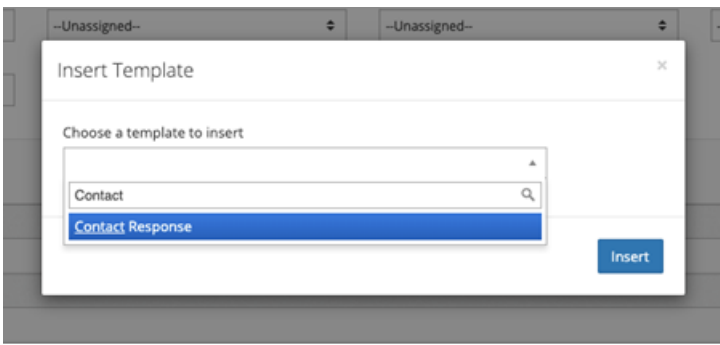 --Unassigned--
--Unassigned--
Insert Template
×
Choose a template to insert
Contact
Contact Response
Insert